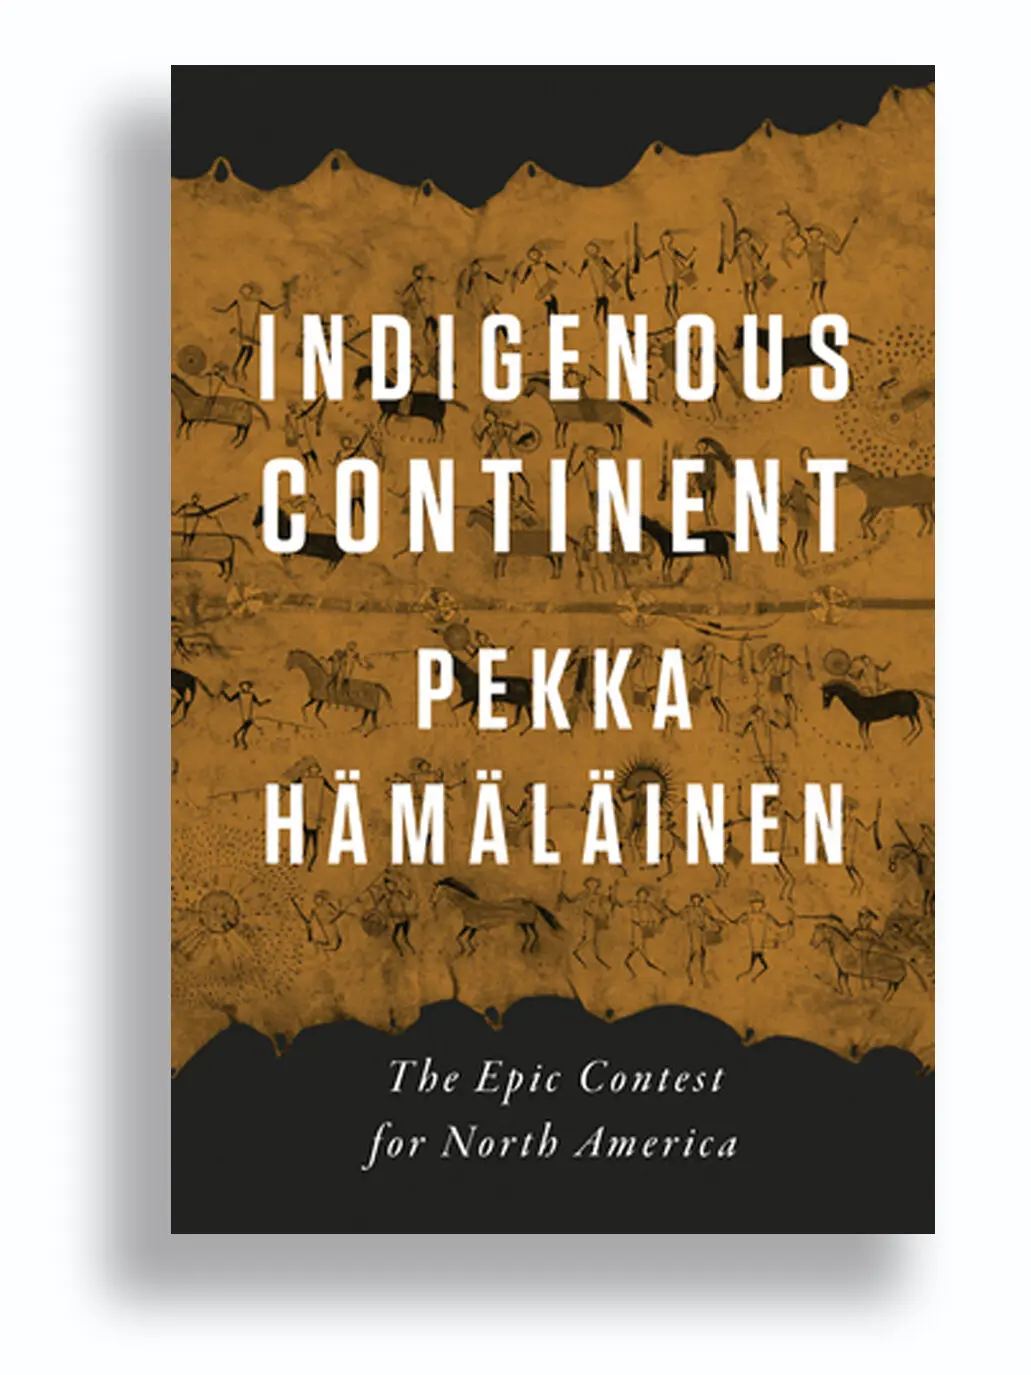 INDIGENOUS
CONTINENT
PEKKA
HÄMÄLÄINEN
The Epic Contest
for North America